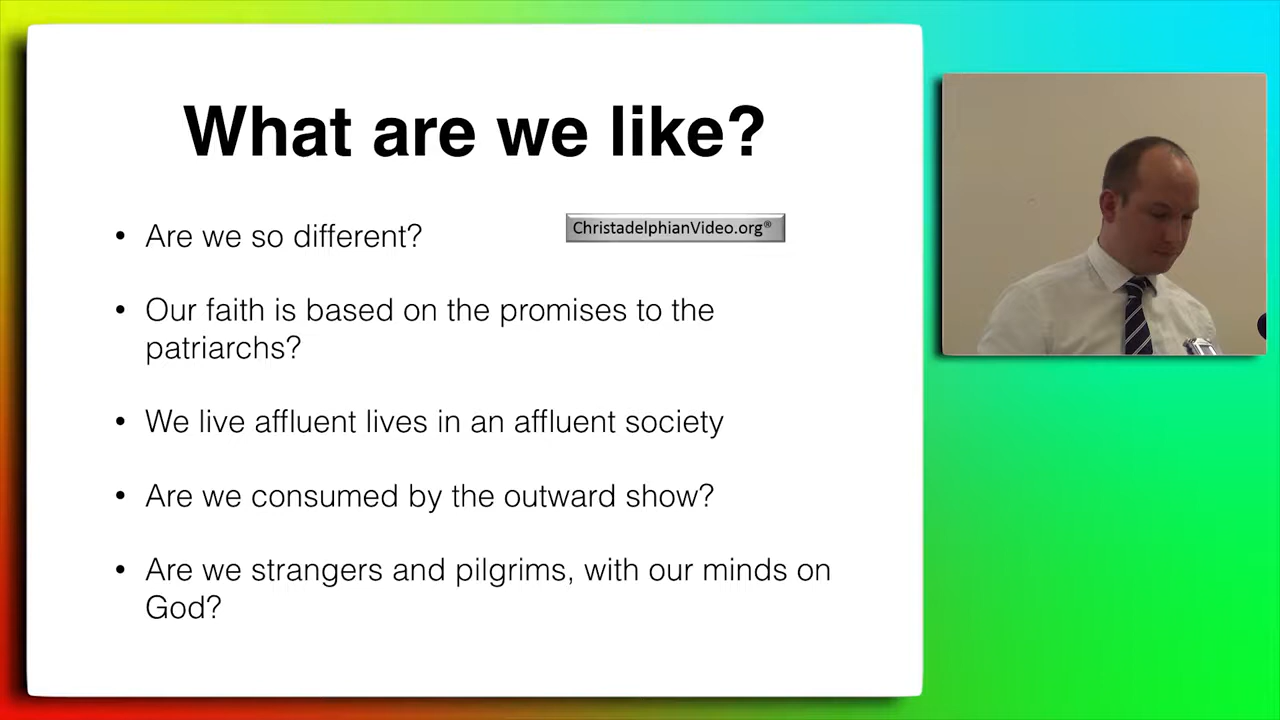 What are we like?
• Are we so different?
ChristadelphianVideo.org®
• Our faith is based on the promises to the
patriarchs?
• We live affluent lives in an affluent society
• Are we consumed by the outward show?
• Are we strangers and pilgrims, with our minds on
God?